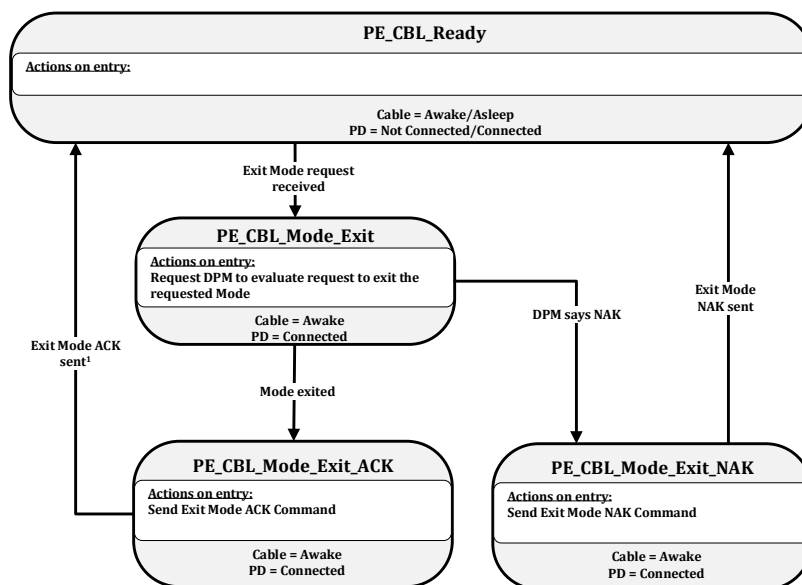 PE_CBL_Ready
Actions on entry:
Cable = Awake/Asleep
PD = Not Connected/Connected
Exit Mode request
received
PE_CBL_Mode_Exit
Actions on entry:
Request DPM to evaluate request to exit the
requested Mode
Cable = Awake
PD = Connected
Exit Mode
NAK sent
DPM says NAK
Exit Mode ACK
sent¹
Mode exited
PE_CBL_Mode_Exit_ACK
Actions on entry:
Send Exit Mode ACK Command
Cable = Awake
PD = Connected
PE_CBL_Mode_Exit_NAK
Actions on entry:
Send Exit Mode NAK Command
Cable = Awake
PD = Connected